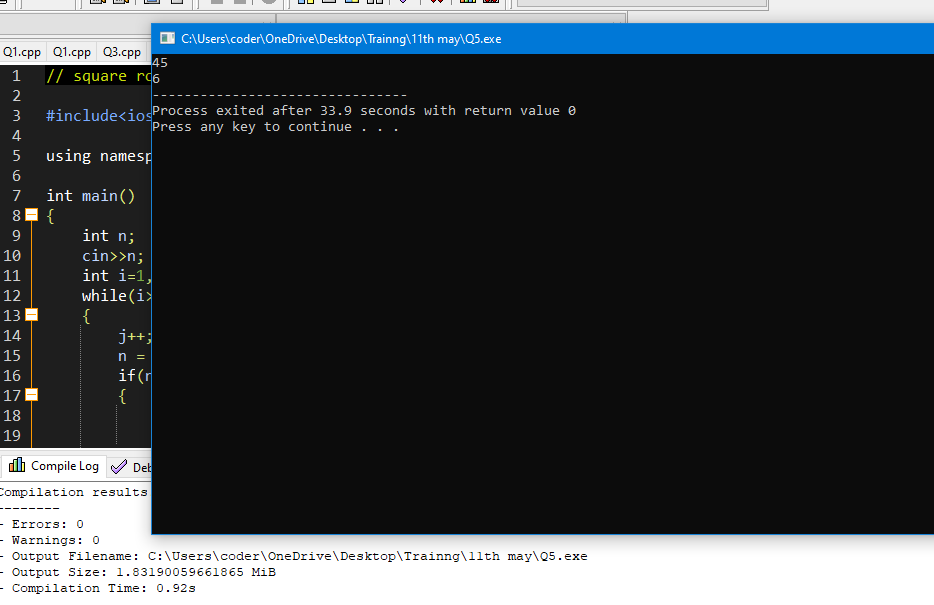 C:\Users\coder\OneDrive\Desktop\Trainng\11th may\Q5.exe
45
6
--------------------------------
Process exited after 33.9 seconds with return value 0
Press any key to continue . . .
Q1.cpp Q1.cpp Q3.cpp
1 // square ro
2
3 #include<ios
4
5 using namesp
6
7 int main()
8 {
9 int n;
10 cin>>n;
11 int i=1,
12 while(i>
13 {
14 j++;
15 n =
16 if(n
17 {
18
19
Compile Log Deb
Compilation results
--------
- Errors: 0
- Warnings: 0
- Output Filename: C:\Users\coder\OneDrive\Desktop\Trainng\11th may\Q5.exe
- Output Size: 1.83190059661865 MiB
- Compilation Time: 0.92s